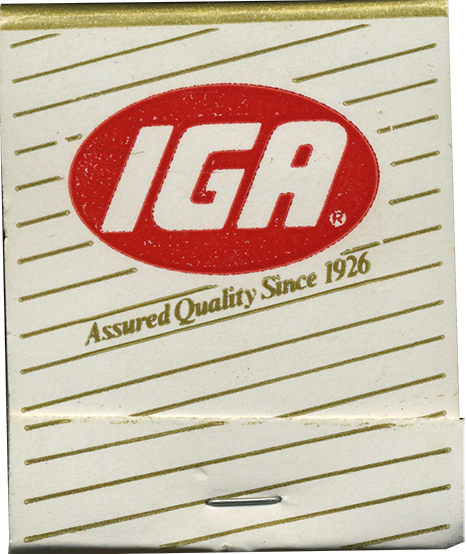 IGA®
Assured Quality Since 1926